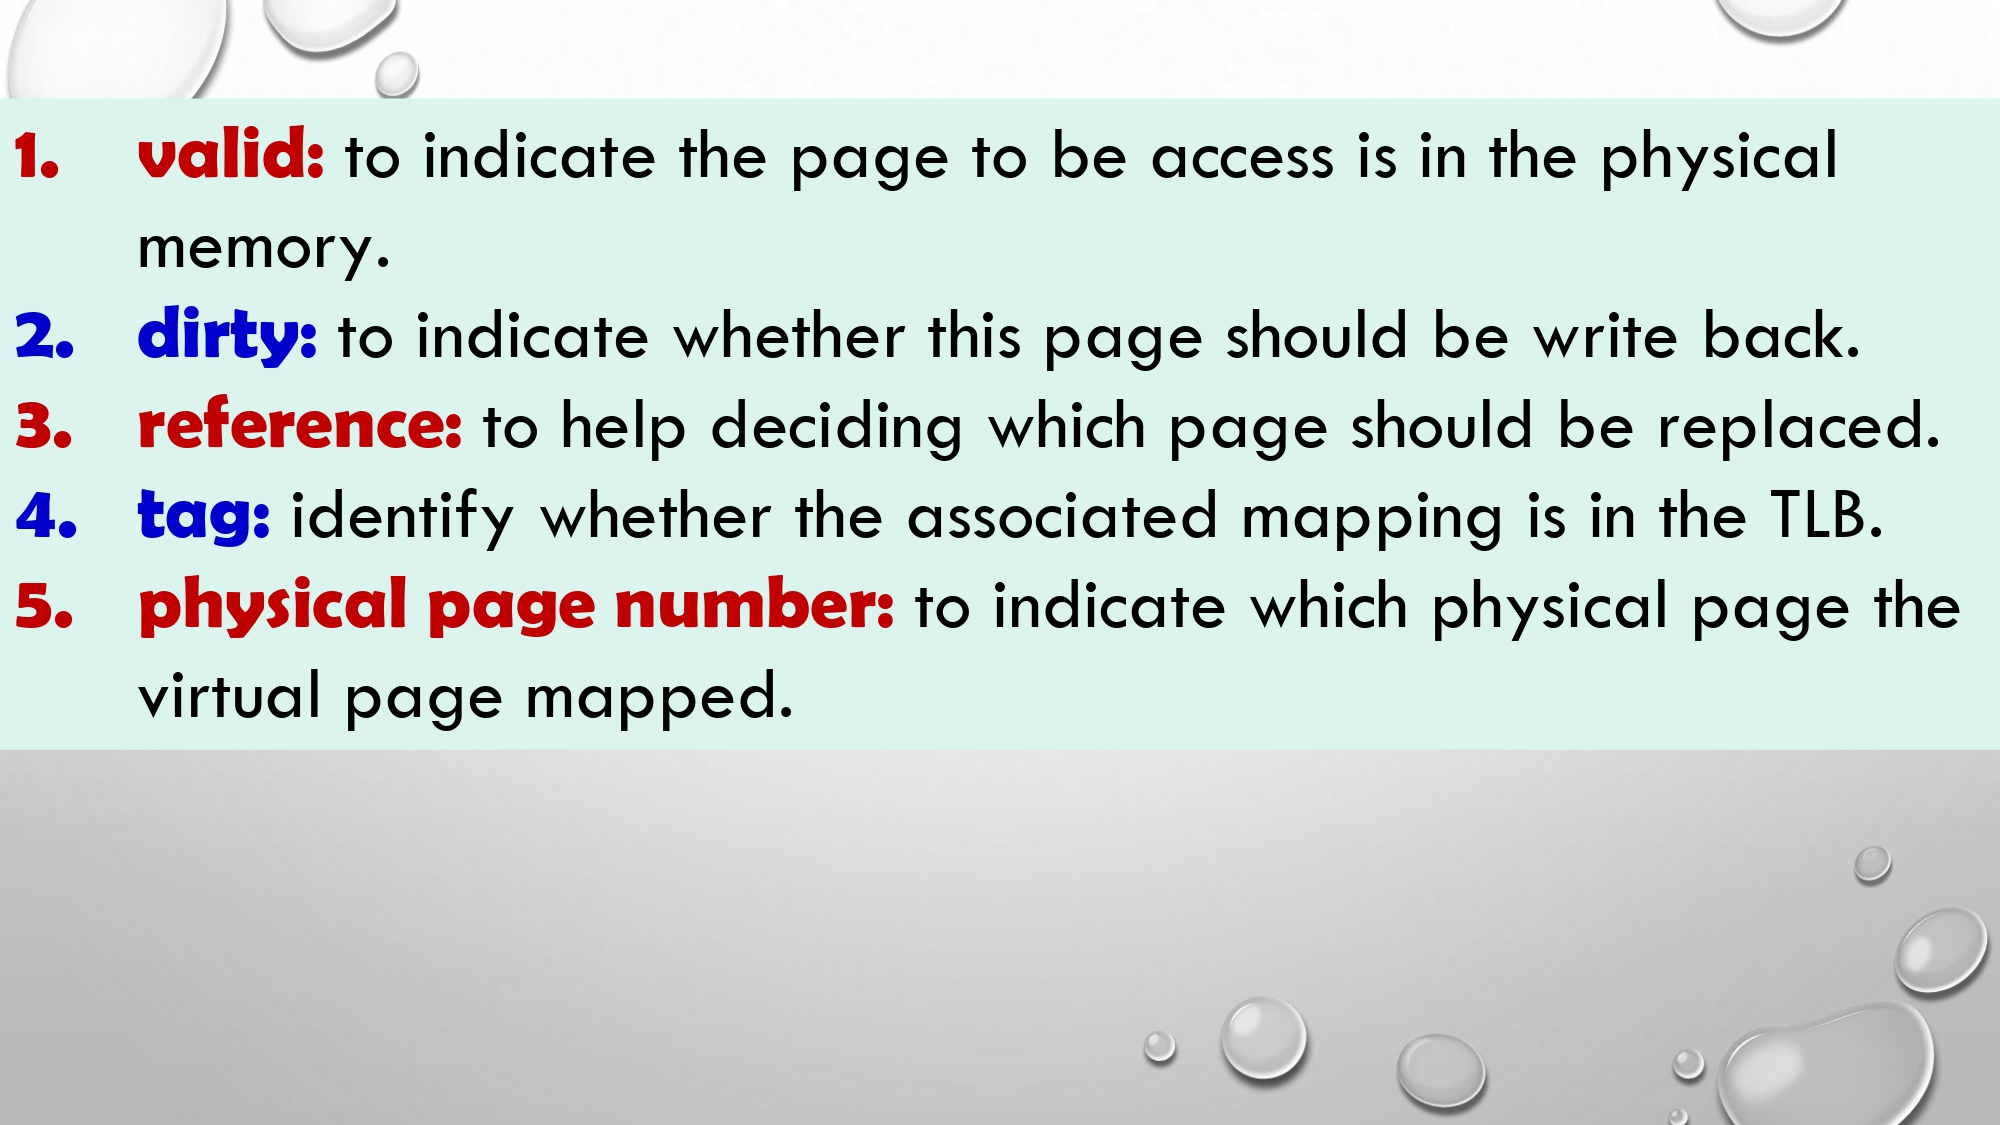 1. valid: to indicate the page to be access is in the physical
memory.
2. dirty: to indicate whether this page should be write back.
3. reference: to help deciding which page should be replaced.
4. tag: identify whether the associated mapping is in the TLB.
5. physical page number: to indicate which physical page the
virtual page mapped.